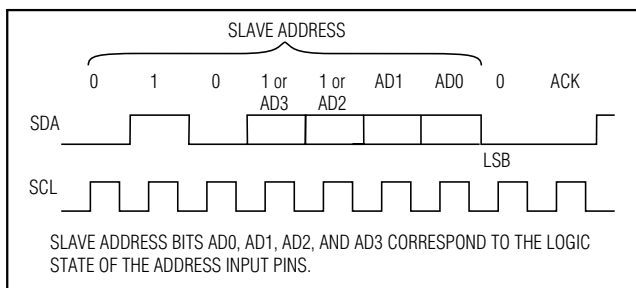 SLAVE ADDRESS
0 1 0 1 or AD3 1 or AD2 AD1 AD0 0 ACK
SDA
LSB
SCL
SLAVE ADDRESS BITS AD0, AD1, AD2, AND AD3 CORRESPOND TO THE LOGIC
STATE OF THE ADDRESS INPUT PINS.